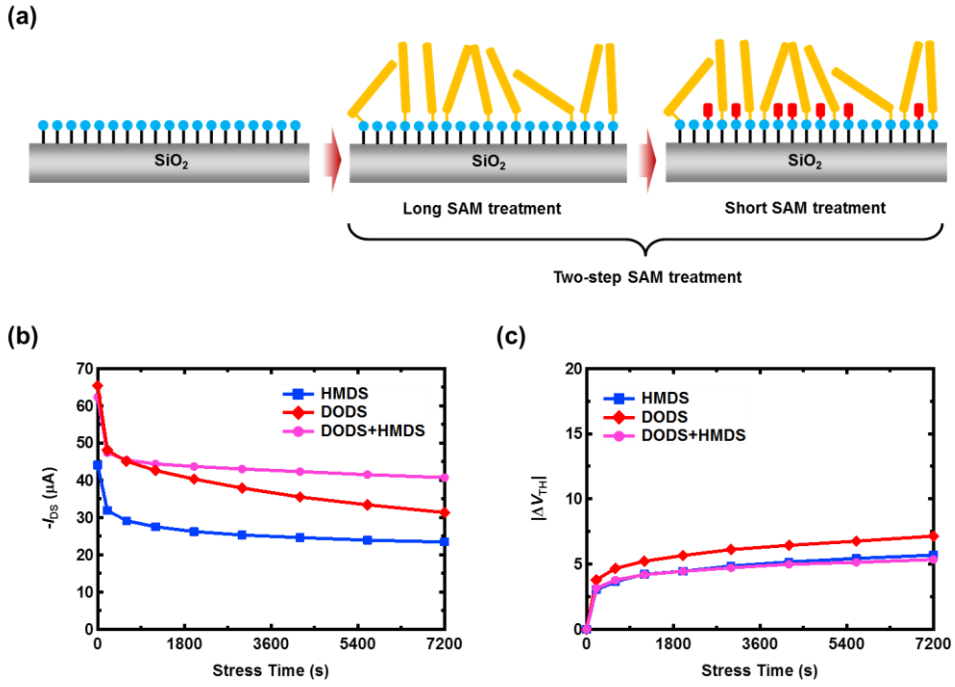 (a)
SiO2
SiO2
SiO2
Long SAM treatment
Short SAM treatment
Two-step SAM treatment
(b)
-IDS (μA)
70
60
50
40
30
20
10
0
HMDS
DODS
DODS+HMDS
0 1800 3600 5400 7200
Stress Time (s)
(c)
|ΔVTH|
20
15
10
5
0
HMDS
DODS
DODS+HMDS
0 1800 3600 5400 7200
Stress Time (s)